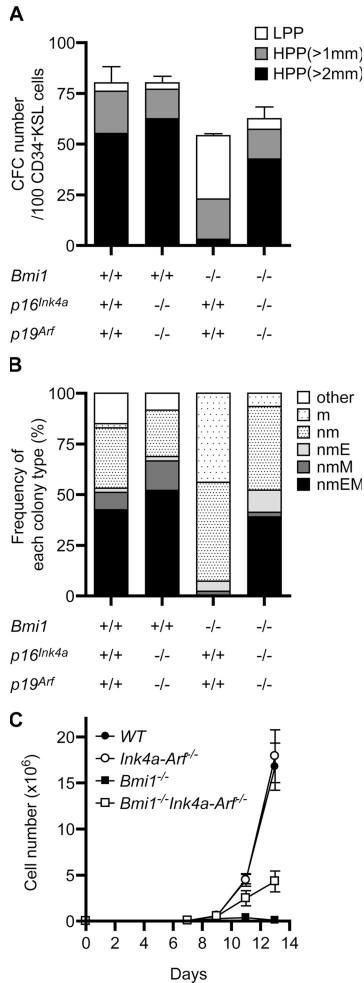 A
LPP
HPP(>1mm)
HPP(>2mm)
CFC number
/100 CD34-KSL cells
100
75
50
25
0
Bmi1 +/+ +/+ -/- -/-
p16Ink4a +/+ -/- +/+ -/-
p19Arf +/+ -/- +/+ -/-
B
other
m
nm
nmE
nmM
nmEM
Frequency of
each colony type (%)
100
75
50
25
0
Bmi1 +/+ +/+ -/- -/-
p16Ink4a +/+ -/- +/+ -/-
p19Arf +/+ -/- +/+ -/-
C
WT
Ink4a-Arf-/-
Bmi1-/-
Bmi1-/-Ink4a-Arf-/-
Cell number (x10⁶)
20
15
10
5
0
0 2 4 6 8 10 12 14
Days